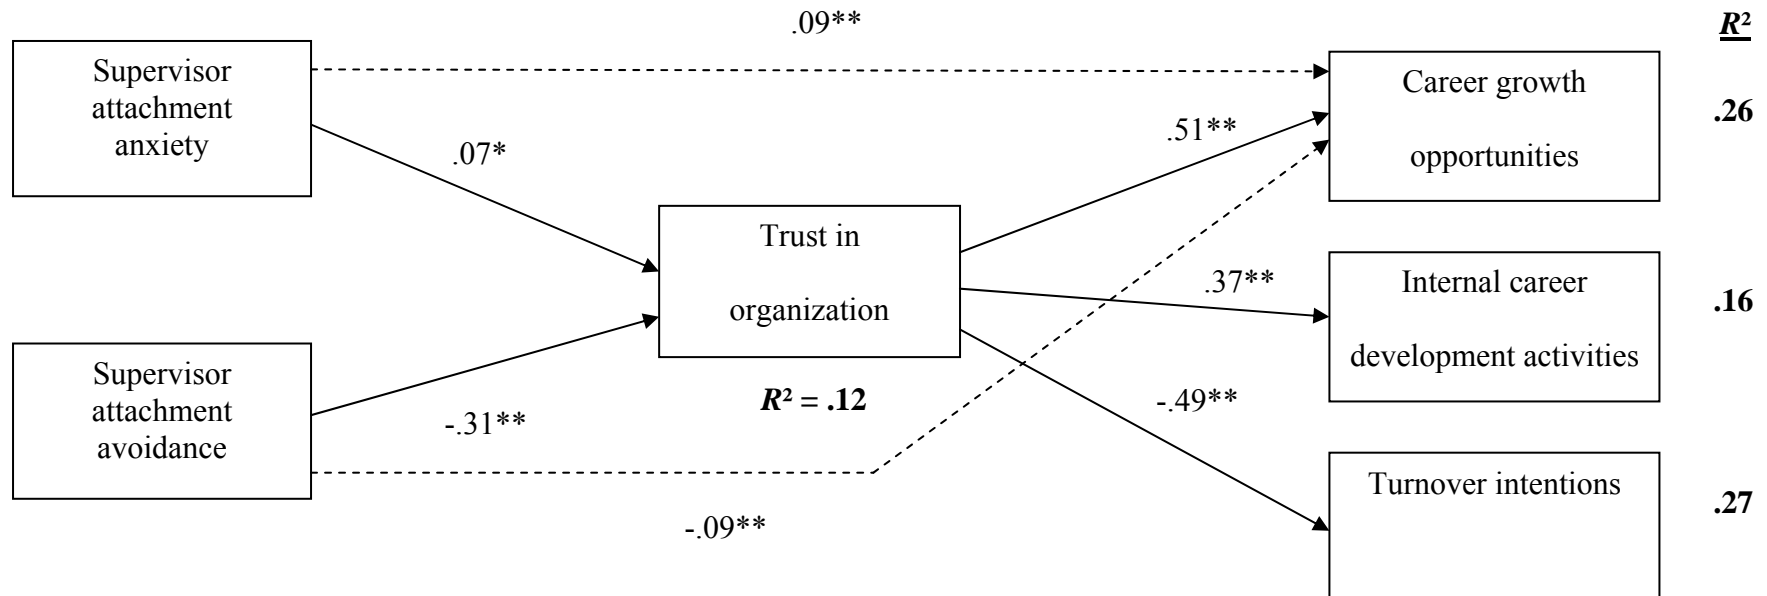 .09**
R²
Supervisor
attachment
anxiety
Career growth
opportunities
.26
.07*
.51**
Trust in
organization
R² = .12
.37**
Internal career
development activities
.16
Supervisor
attachment
avoidance
-.31**
-.49**
-.09**
Turnover intentions
.27